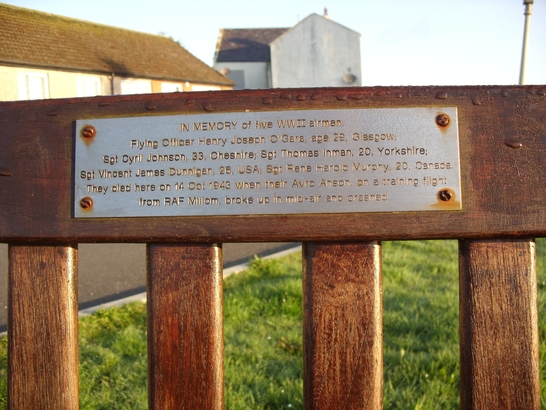 IN MEMORY of five WWII airmen:
Flying Officer Henry Joseph O'Gara, age 29, Glasgow;
Sgt Cyril Johnson, 33, Cheshire; Sgt Thomas Inman, 20, Yorkshire;
Sgt Vincent James Dunnigan, 25, USA; Sgt Rene Harold Murphy, 20, Canada.
They died here on 14 Oct 1943 when their Avro Anson, on a training flight
from RAF Millom, broke up in mid-air and crashed.